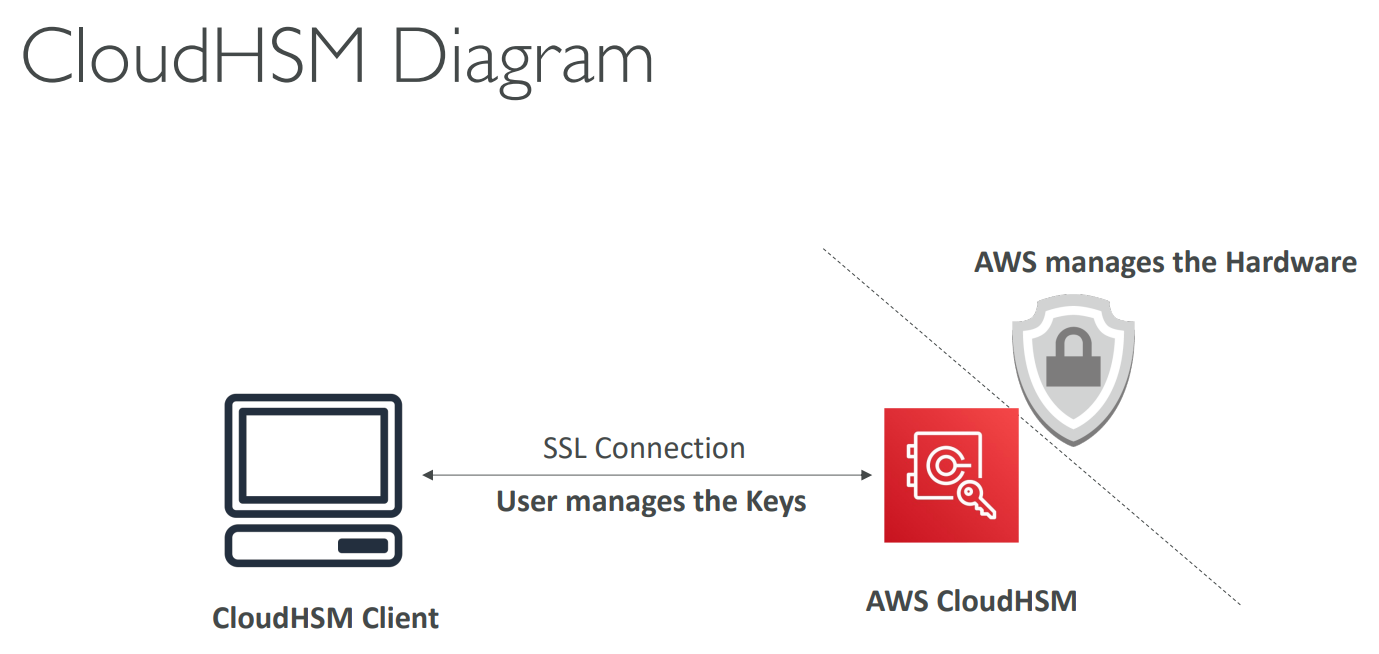 CloudHSM Diagram
AWS manages the Hardware
SSL Connection
User manages the Keys
AWS CloudHSM
CloudHSM Client